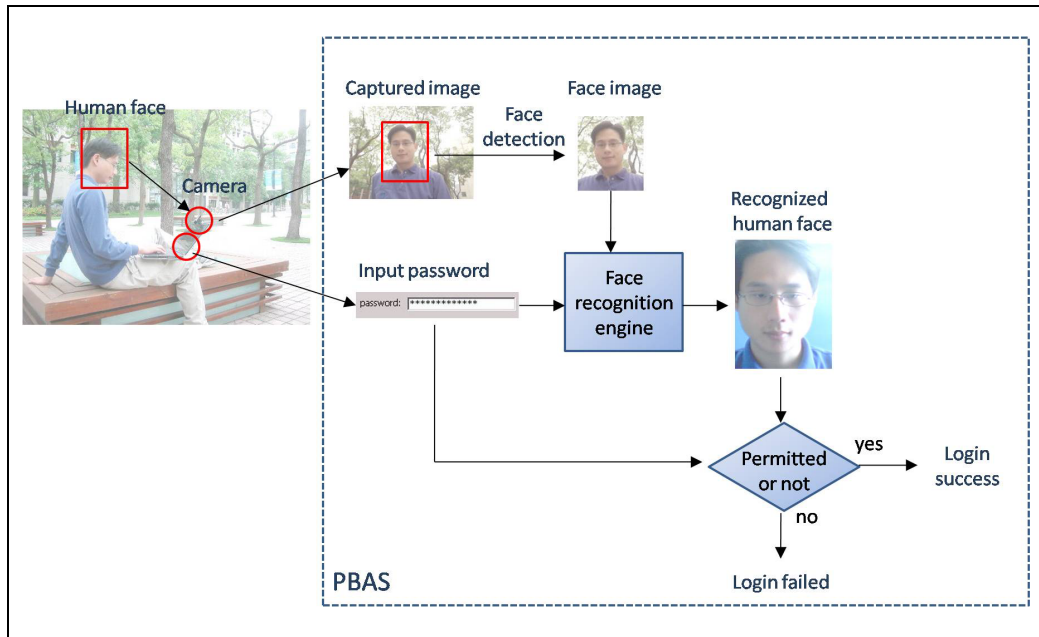 Human face
Camera
Captured image
Face
detection
Face image
Input password
password: *************
Face
recognition
engine
Recognized
human face
Permitted
or not
yes
Login
success
no
Login failed
PBAS